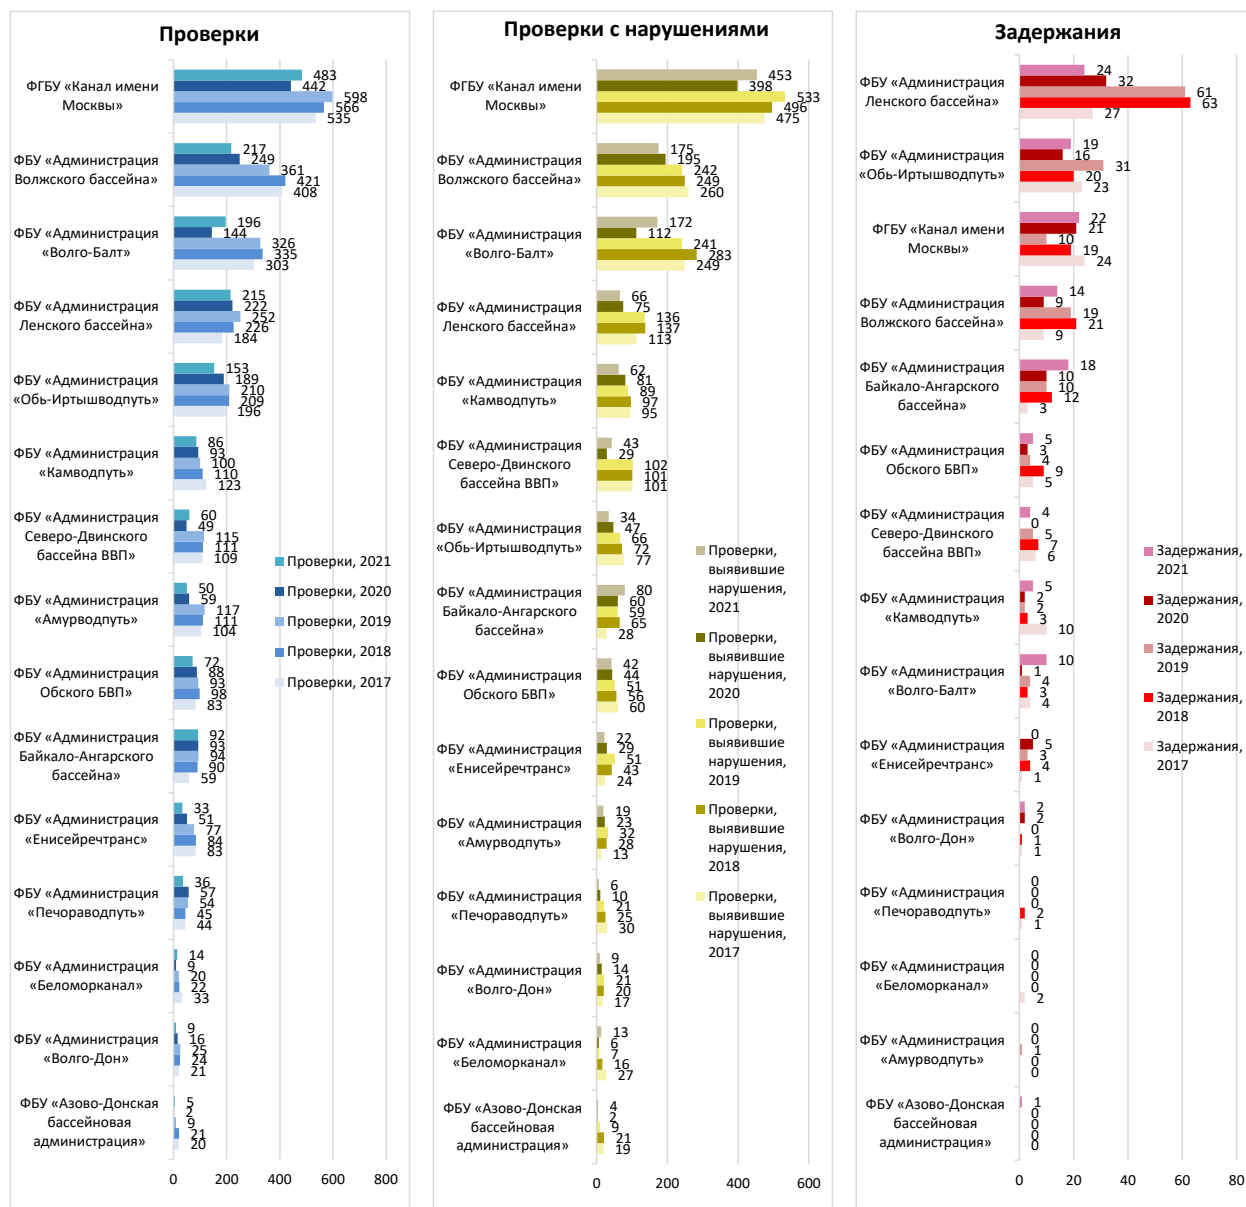 Проверки
ФГБУ «Канал имени
Москвы»
483
442
598
566
535
ФБУ «Администрация
Волжского бассейна»
217
249
361
421
408
ФБУ «Администрация
«Волго-Балт»
196
144
326
335
303
ФБУ «Администрация
Ленского бассейна»
215
222
252
226
184
ФБУ «Администрация
«Обь-Иртышводпуть»
153
189
210
209
196
ФБУ «Администрация
«Камводпуть»
86
93
100
110
123
ФБУ «Администрация
Северо-Двинского
бассейна ВВП»
60
49
115
111
109
ФБУ «Администрация
«Амурводпуть»
50
59
117
111
104
ФБУ «Администрация
Обского БВП»
72
88
93
98
83
ФБУ «Администрация
Байкало-Ангарского
бассейна»
92
93
94
90
59
ФБУ «Администрация
«Енисейречтранс»
33
51
77
84
83
ФБУ «Администрация
«Печораводпуть»
36
57
54
45
44
ФБУ «Администрация
«Беломорканал»
14
9
20
22
33
ФБУ «Администрация
«Волго-Дон»
9
16
25
24
21
ФБУ «Азово-Донская
бассейновая
администрация»
5
2
9
21
20
Проверки, 2021
Проверки, 2020
Проверки, 2019
Проверки, 2018
Проверки, 2017
0 200 400 600 800
Проверки с нарушениями
ФГБУ «Канал имени
Москвы»
453
398
533
496
475
ФБУ «Администрация
Волжского бассейна»
175
195
242
249
260
ФБУ «Администрация
«Волго-Балт»
172
112
241
283
249
ФБУ «Администрация
Ленского бассейна»
66
75
136
137
113
ФБУ «Администрация
«Камводпуть»
62
81
89
97
95
ФБУ «Администрация
Северо-Двинского
бассейна ВВП»
43
29
102
101
101
ФБУ «Администрация
«Обь-Иртышводпуть»
34
47
66
72
77
ФБУ «Администрация
Байкало-Ангарского
бассейна»
80
60
59
65
28
ФБУ «Администрация
Обского БВП»
42
44
51
56
60
ФБУ «Администрация
«Енисейречтранс»
22
29
51
43
24
ФБУ «Администрация
«Амурводпуть»
19
23
32
28
13
ФБУ «Администрация
«Печораводпуть»
6
10
21
25
30
ФБУ «Администрация
«Волго-Дон»
9
14
21
20
17
ФБУ «Администрация
«Беломорканал»
13
6
7
16
27
ФБУ «Азово-Донская
бассейновая
администрация»
4
2
9
21
19
Проверки,
выявившие
нарушения,
2021
Проверки,
выявившие
нарушения,
2020
Проверки,
выявившие
нарушения,
2019
Проверки,
выявившие
нарушения,
2018
Проверки,
выявившие
нарушения,
2017
0 200 400 600 800
Задержания
ФБУ «Администрация
Ленского бассейна»
24
32
61
63
27
ФБУ «Администрация
«Обь-Иртышводпуть»
19
16
31
20
23
ФГБУ «Канал имени
Москвы»
22
21
10
19
24
ФБУ «Администрация
Волжского бассейна»
14
9
19
21
9
ФБУ «Администрация
Байкало-Ангарского
бассейна»
18
10
10
12
3
ФБУ «Администрация
Обского БВП»
5
3
4
9
5
ФБУ «Администрация
Северо-Двинского
бассейна ВВП»
4
0
5
7
6
ФБУ «Администрация
«Камводпуть»
5
2
2
3
10
ФБУ «Администрация
«Волго-Балт»
10
1
4
3
4
ФБУ «Администрация
«Енисейречтранс»
0
5
3
4
1
ФБУ «Администрация
«Волго-Дон»
2
2
0
1
1
ФБУ «Администрация
«Печораводпуть»
0
0
0
2
1
ФБУ «Администрация
«Беломорканал»
0
0
0
0
2
ФБУ «Администрация
«Амурводпуть»
0
0
1
0
0
ФБУ «Азово-Донская
бассейновая
администрация»
1
0
0
0
0
Задержания,
2021
Задержания,
2020
Задержания,
2019
Задержания,
2018
Задержания,
2017
0 20 40 60 80